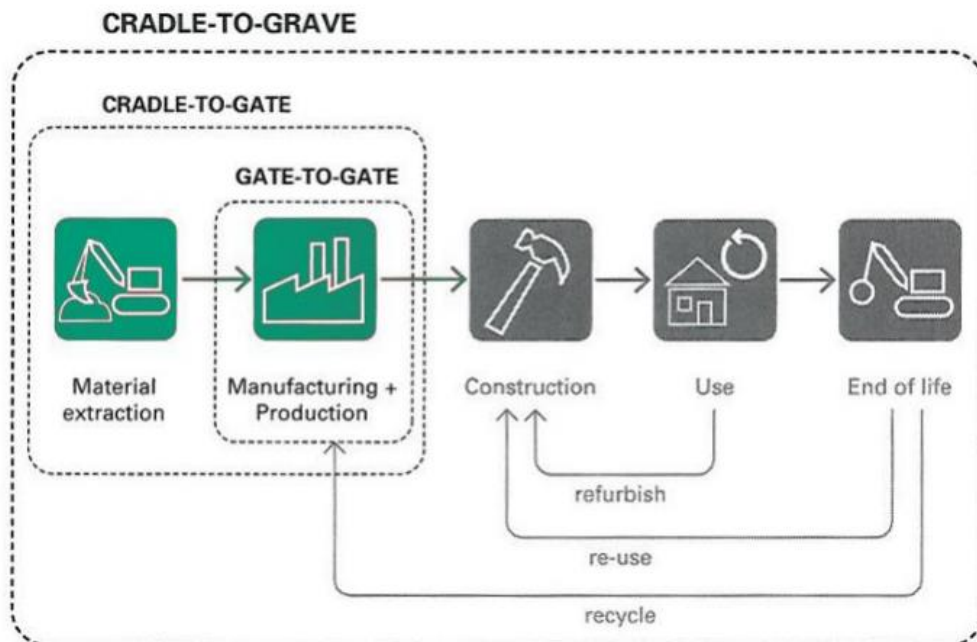 CRADLE-TO-GRAVE
CRADLE-TO-GATE
GATE-TO-GATE
Material
extraction
Manufacturing +
Production
Construction
Use
End of life
refurbish
re-use
recycle